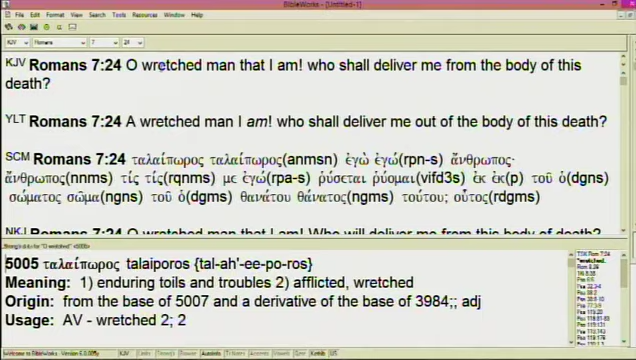 BibleWorks - [Untitled-1]
File Edit Format View Search Tools Resources Window Help
KJV Romans 7 24
KJV Romans 7:24 O wretched man that I am! who shall deliver me from the body of this
death?
YLT Romans 7:24 A wretched man I am! who shall deliver me out of the body of this death?
SCM Romans 7:24 ταλαίπωρος ταλαίπωρος(anmsn) ἐγὼ ἐγώ(rpn-s) ἄνθρωπος·
ἄνθρωπος(nnms) τίς τίς(rqnms) με ἐγώ(rpa-s) ῥύσεται ῥύομαι(vifd3s) ἐκ ἐκ(p) τοῦ ὁ(dgns)
σώματος σῶμα(ngns) τοῦ ὁ(dgms) θανάτου θάνατος(ngms) τούτου; οὗτος(rdgms)
NKJ Romans 7:24 O wretched man that I am! Who will deliver me from this body of death?
5005 ταλαίπωρος talaiporos {tal-ah'-ee-po-ros}
Meaning: 1) enduring toils and troubles 2) afflicted, wretched
Origin: from the base of 5007 and a derivative of the base of 3984;; adj
Usage: AV - wretched 2; 2